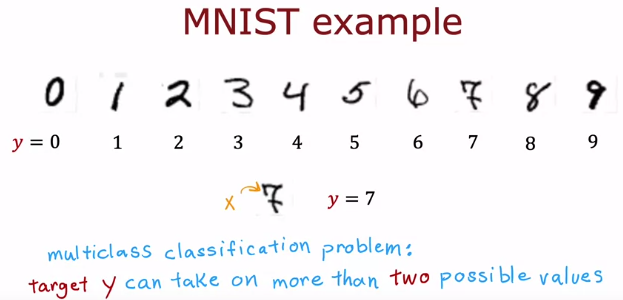 MNIST example
0 1 2 3 4 5 6 7 8 9
y = 0 1 2 3 4 5 6 7 8 9
x 7 y = 7
multiclass classification problem:
target y can take on more than two possible values